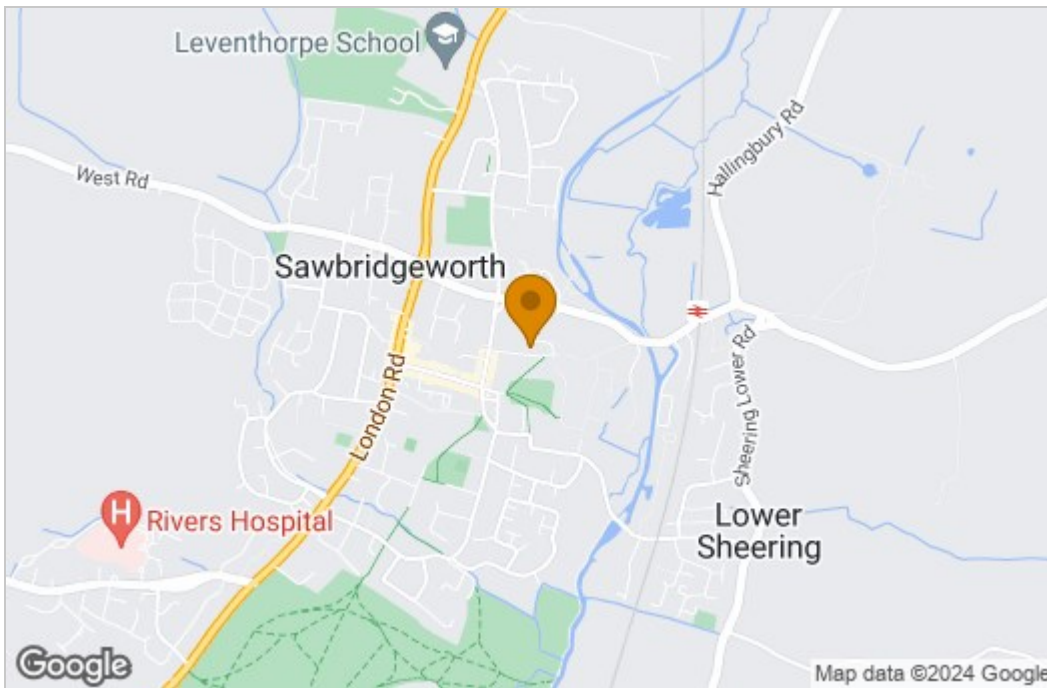 Leventhorpe School
West Rd
Hallingbury Rd
Sawbridgeworth
London Rd
Sheering Lower Rd
H
Rivers Hospital
Lower
Sheering
Google
Map data ©2024 Google